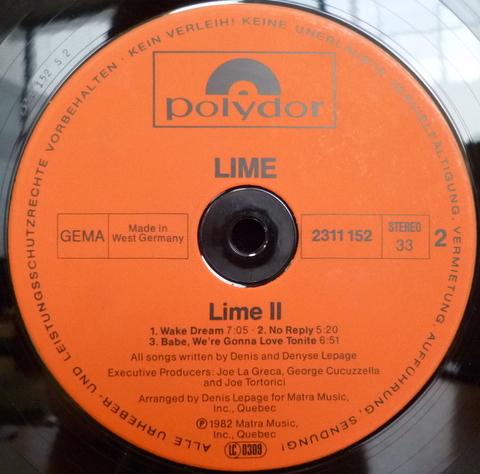 ALLE URHEBER- UND LEISTUNGSSCHUTZRECHTE VORBEHALTEN · KEIN VERLEIH! KEINE UNERLAUBTE VERVIELFÄLTIGUNG, VERMIETUNG, AUFFÜHRUNG, SENDUNG!
152 S 2
polydor
LIME
GEMA
Made in
West Germany
2311 152
STEREO
33
2
Lime II
1. Wake Dream 7:05 · 2. No Reply 5:20
3. Babe, We're Gonna Love Tonite 6:51
All songs written by Denis and Denyse Lepage
Executive Producers: Joe La Greca, George Cucuzzella
and Joe Tortorici
Arranged by Denis Lepage for Matra Music,
Inc., Quebec
℗ 1982 Matra Music,
Inc., Quebec
LC 0309